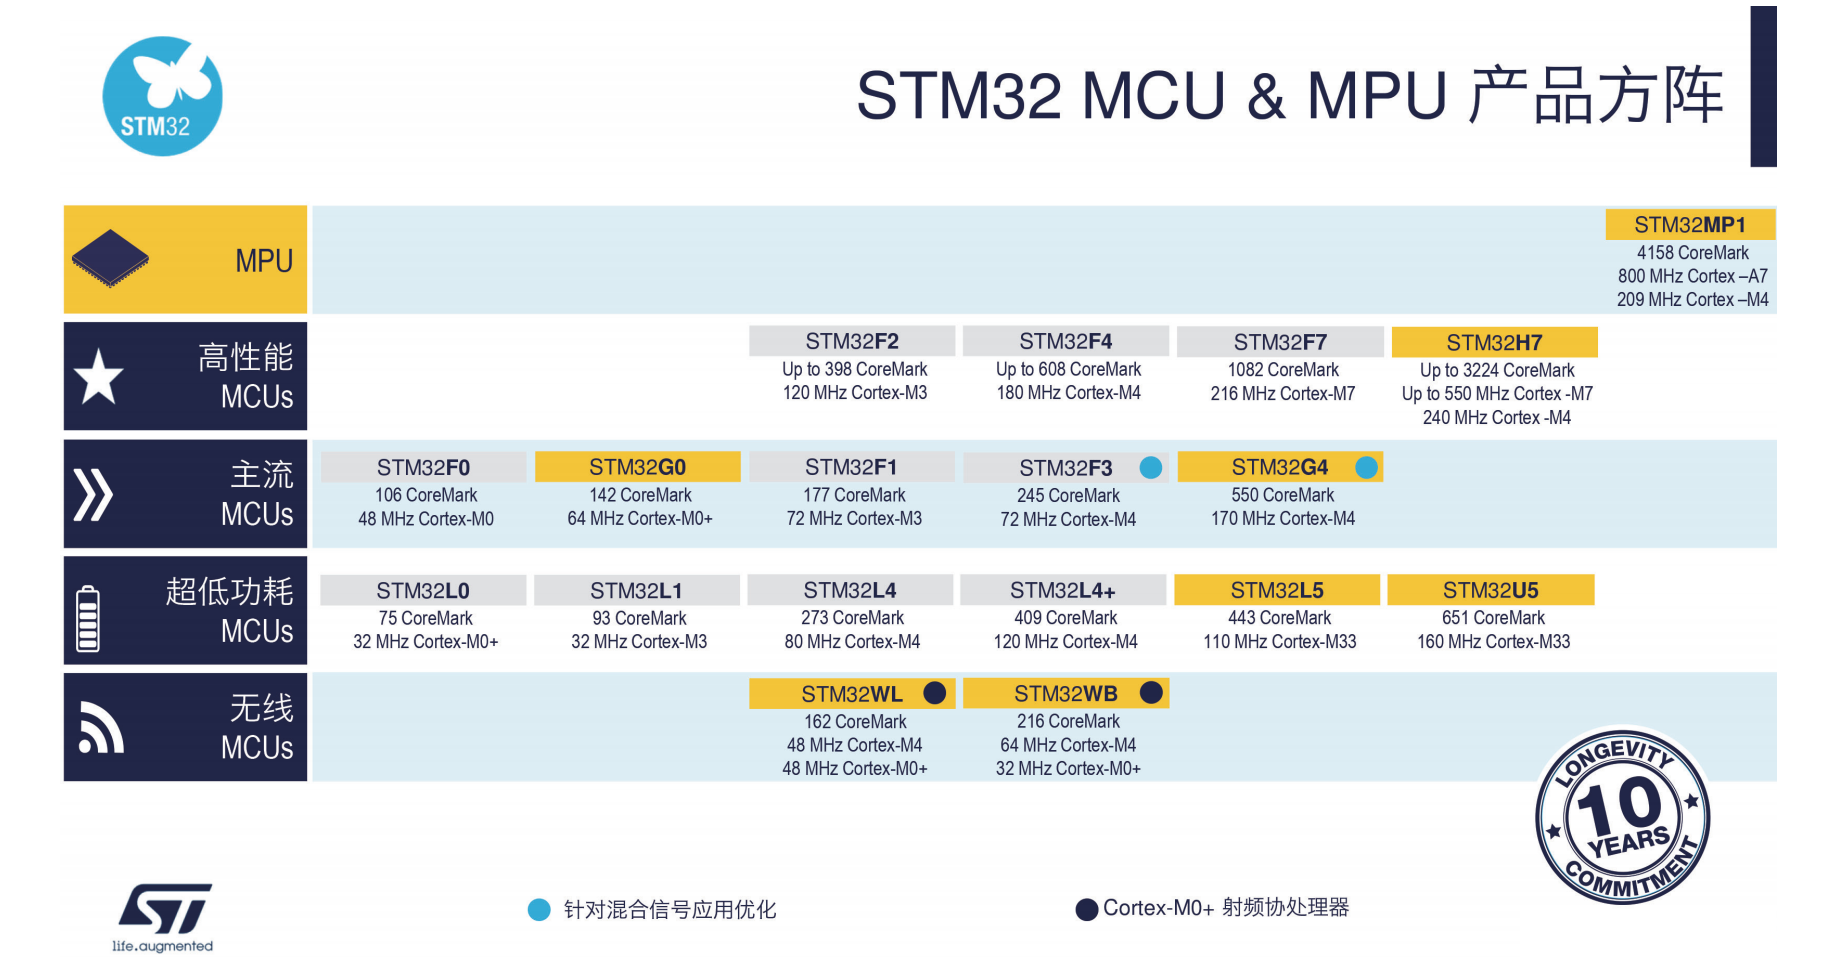 STM32
STM32 MCU & MPU 产品方阵
MPU
STM32MP1
4158 CoreMark
800 MHz Cortex –A7
209 MHz Cortex –M4
高性能
MCUs
STM32F2
Up to 398 CoreMark
120 MHz Cortex-M3
STM32F4
Up to 608 CoreMark
180 MHz Cortex-M4
STM32F7
1082 CoreMark
216 MHz Cortex-M7
STM32H7
Up to 3224 CoreMark
Up to 550 MHz Cortex -M7
240 MHz Cortex -M4
主流
MCUs
STM32F0
106 CoreMark
48 MHz Cortex-M0
STM32G0
142 CoreMark
64 MHz Cortex-M0+
STM32F1
177 CoreMark
72 MHz Cortex-M3
STM32F3
245 CoreMark
72 MHz Cortex-M4
STM32G4
550 CoreMark
170 MHz Cortex-M4
超低功耗
MCUs
STM32L0
75 CoreMark
32 MHz Cortex-M0+
STM32L1
93 CoreMark
32 MHz Cortex-M3
STM32L4
273 CoreMark
80 MHz Cortex-M4
STM32L4+
409 CoreMark
120 MHz Cortex-M4
STM32L5
443 CoreMark
110 MHz Cortex-M33
STM32U5
651 CoreMark
160 MHz Cortex-M33
无线
MCUs
STM32WL
162 CoreMark
48 MHz Cortex-M4
48 MHz Cortex-M0+
STM32WB
216 CoreMark
64 MHz Cortex-M4
32 MHz Cortex-M0+
LONGEVITY
10
YEARS
COMMITMENT
ST
life.augmented
针对混合信号应用优化
Cortex-M0+ 射频协处理器